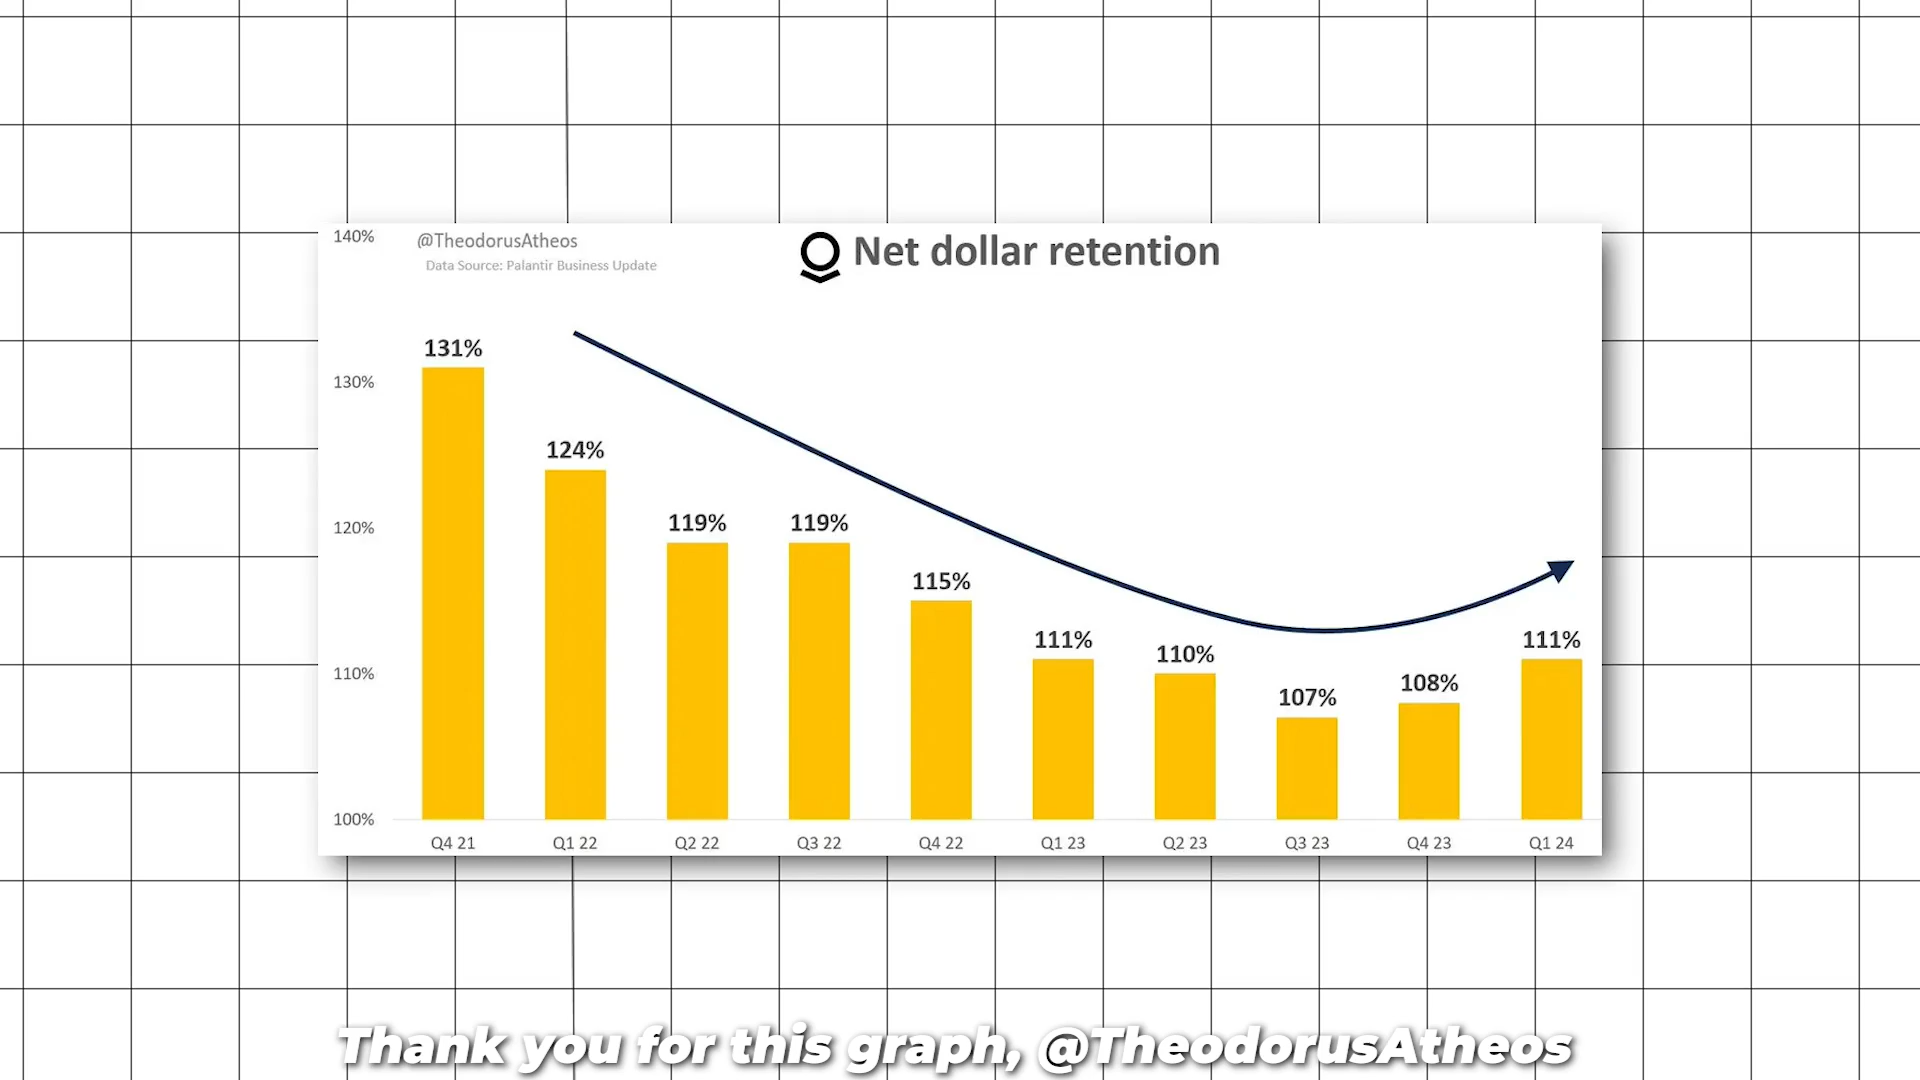 140%
@TheodorusAtheos
Data Source: Palantir Business Update
Net dollar retention
131%
130%
124%
120%
119%
119%
115%
111%
110%
110%
107%
108%
111%
100%
Q4 21
Q1 22
Q2 22
Q3 22
Q4 22
Q1 23
Q2 23
Q3 23
Q4 23
Q1 24
Thank you for this graph, @TheodorusAtheos